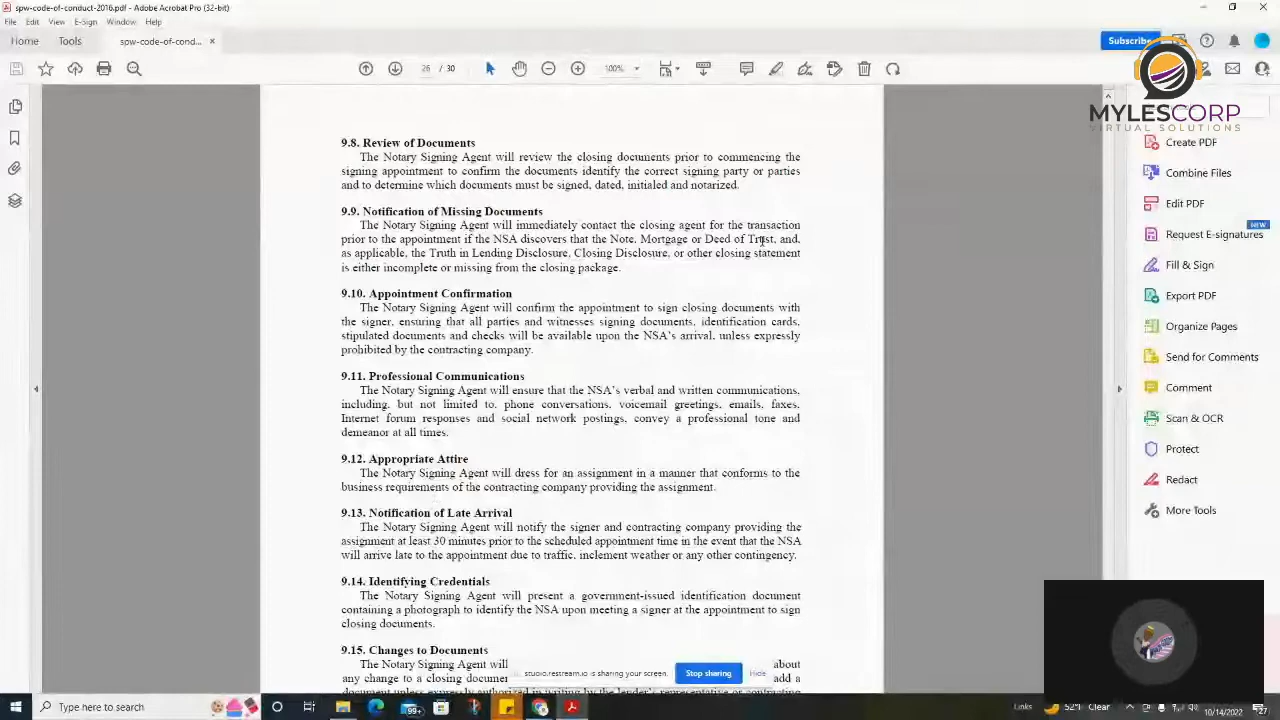 spw-code-of-conduct-2016.pdf - Adobe Acrobat Pro (32-bit)
File Edit View E-Sign Window Help
Home Tools spw-code-of-cond... × Subscribe
26 / 30 100%
MYLESCORP
VIRTUAL SOLUTIONS
9.8. Review of Documents
The Notary Signing Agent will review the closing documents prior to commencing the
signing appointment to confirm the documents identify the correct signing party or parties
and to determine which documents must be signed, dated, initialed and notarized.
9.9. Notification of Missing Documents
The Notary Signing Agent will immediately contact the closing agent for the transaction
prior to the appointment if the NSA discovers that the Note, Mortgage or Deed of Trust, and,
as applicable, the Truth in Lending Disclosure, Closing Disclosure, or other closing statement
is either incomplete or missing from the closing package.
9.10. Appointment Confirmation
The Notary Signing Agent will confirm the appointment to sign closing documents with
the signer, ensuring that all parties and witnesses signing documents, identification cards,
stipulated documents and checks will be available upon the NSA's arrival, unless expressly
prohibited by the contracting company.
9.11. Professional Communications
The Notary Signing Agent will ensure that the NSA's verbal and written communications,
including, but not limited to, phone conversations, voicemail greetings, emails, faxes,
Internet forum responses and social network postings, convey a professional tone and
demeanor at all times.
9.12. Appropriate Attire
The Notary Signing Agent will dress for an assignment in a manner that conforms to the
business requirements of the contracting company providing the assignment.
9.13. Notification of Late Arrival
The Notary Signing Agent will notify the signer and contracting company providing the
assignment at least 30 minutes prior to the scheduled appointment time in the event that the NSA
will arrive late to the appointment due to traffic, inclement weather or any other contingency.
9.14. Identifying Credentials
The Notary Signing Agent will present a government-issued identification document
containing a photograph to identify the NSA upon meeting a signer at the appointment to sign
closing documents.
9.15. Changes to Documents
The Notary Signing Agent will about
any change to a closing documen add a
document unless expressly authorized in writing by the lender's representative or contracting
studio.restream.io is sharing your screen. Stop sharing Hide
Create PDF
Combine Files
Edit PDF
NEW
Request E-signatures
Fill & Sign
Export PDF
Organize Pages
Send for Comments
Comment
Scan & OCR
Protect
Redact
More Tools
Type here to search 99+ Links
10/14/2022 27